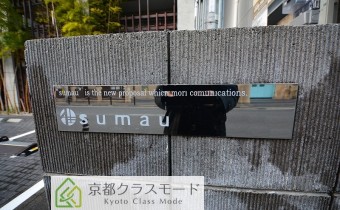 sumau is the new proposal which mori communications.
sumau
京都クラスモード
Kyoto Class Mode